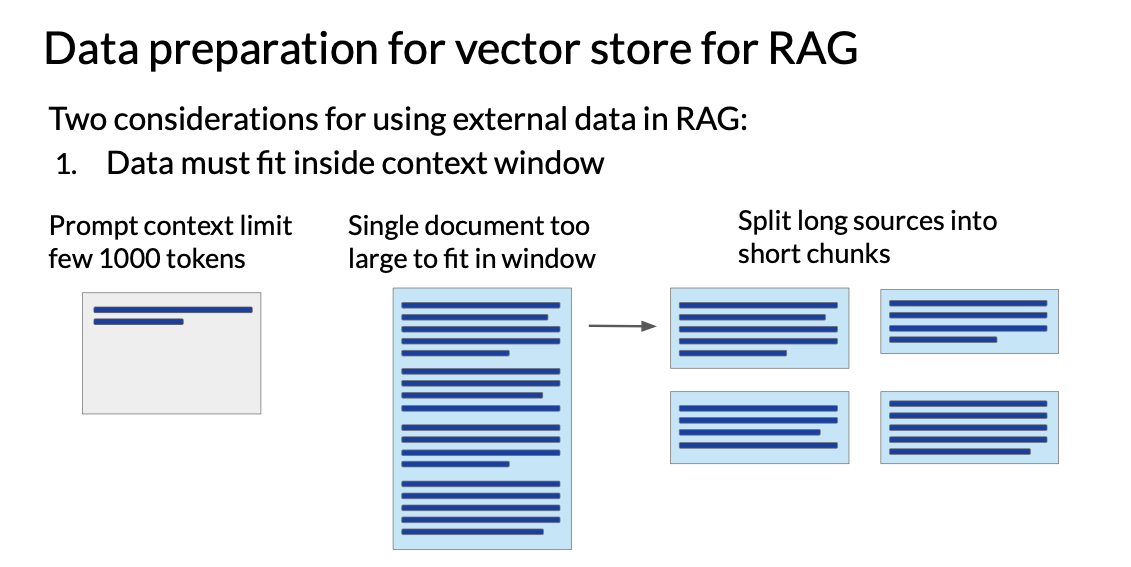 Data preparation for vector store for RAG
Two considerations for using external data in RAG:
1. Data must fit inside context window
Prompt context limit
few 1000 tokens
Single document too
large to fit in window
Split long sources into
short chunks